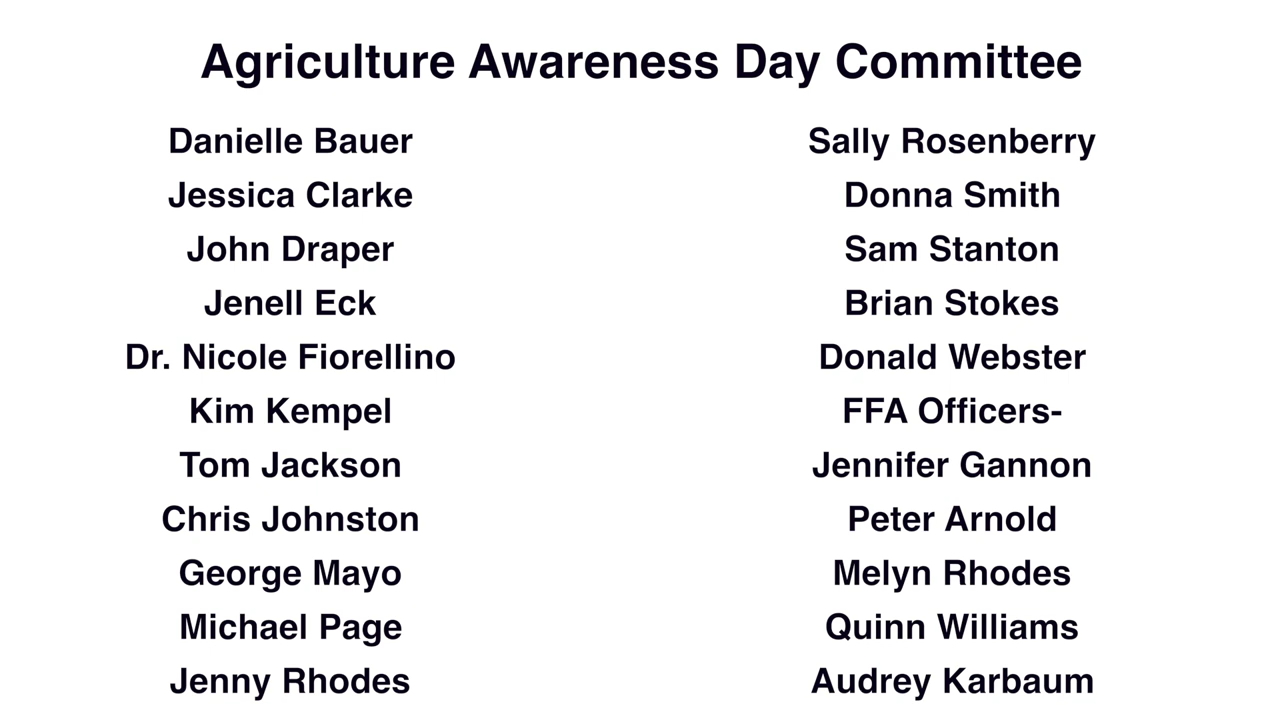 Agriculture Awareness Day Committee
Danielle Bauer
Jessica Clarke
John Draper
Jenell Eck
Dr. Nicole Fiorellino
Kim Kempel
Tom Jackson
Chris Johnston
George Mayo
Michael Page
Jenny Rhodes
Sally Rosenberry
Donna Smith
Sam Stanton
Brian Stokes
Donald Webster
FFA Officers-
Jennifer Gannon
Peter Arnold
Melyn Rhodes
Quinn Williams
Audrey Karbaum